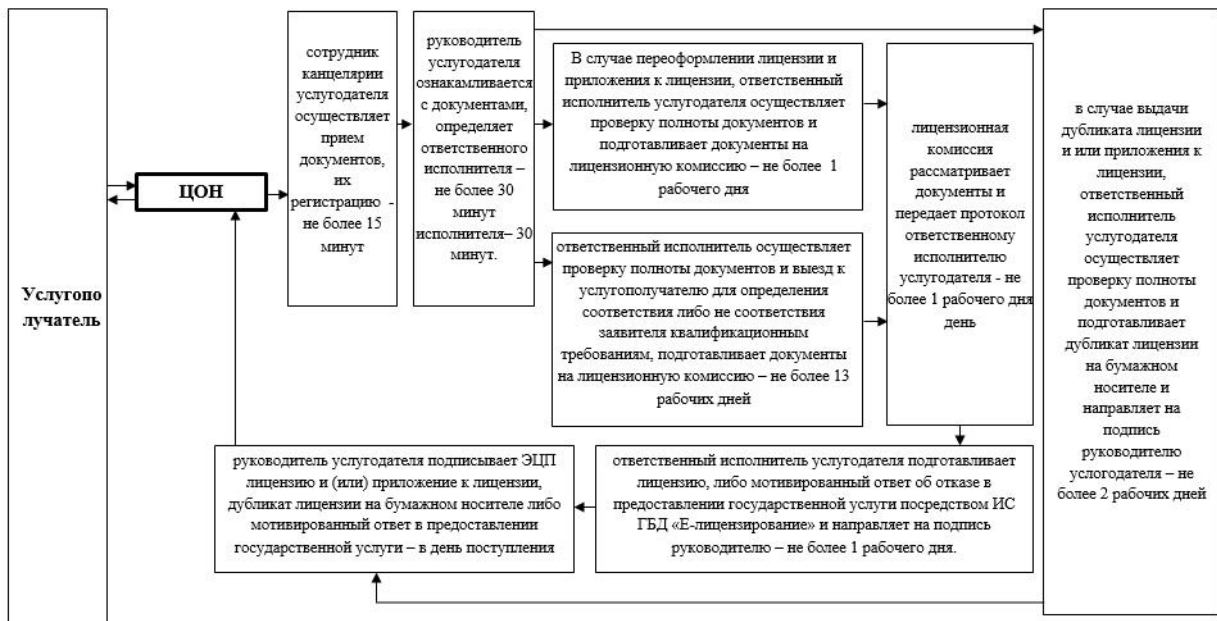 Услугопо
лучатель
ЦОН
сотрудник
канцелярии
услугодателя
осуществляет
прием
документов,
их
регистрацию -
не более 15
минут
руководитель
услугодателя
ознакамливается
с документами,
определяет
ответственного
исполнителя –
не более 30
минут
исполнителя– 30
минут.
В случае переоформлении лицензии и
приложения к лицензии, ответственный
исполнитель услугодателя осуществляет
проверку полноты документов и
подготавливает документы на
лицензионную комиссию – не более 1
рабочего дня
ответственный исполнитель осуществляет
проверку полноты документов и выезд к
услугополучателю для определения
соответствия либо не соответствия
заявителя квалификационным
требованиям, подготавливает документы
на лицензионную комиссию – не более 13
рабочих дней
лицензионная
комиссия
рассматривает
документы и
передает протокол
ответственному
исполнителю
услугодателя - не
более 1 рабочего дня
день
в случае выдачи
дубликата лицензии
и или приложения к
лицензии,
ответственный
исполнитель
услугодателя
осуществляет
проверку полноты
документов и
подготавливает
дубликат лицензии
на бумажном
носителе и
направляет на
подпись
руководителю
услогодателя – не
более 2 рабочих дней
руководитель услугодателя подписывает ЭЦП
лицензию и (или) приложение к лицензии,
дубликат лицензии на бумажном носителе либо
мотивированный ответ в предоставлении
государственной услуги – в день поступления
ответственный исполнитель услугодателя подготавливает
лицензию, либо мотивированный ответ об отказе в
предоставлении государственной услуги посредством ИС
ГБД «Е-лицензирование» и направляет на подпись
руководителю – не более 1 рабочего дня.